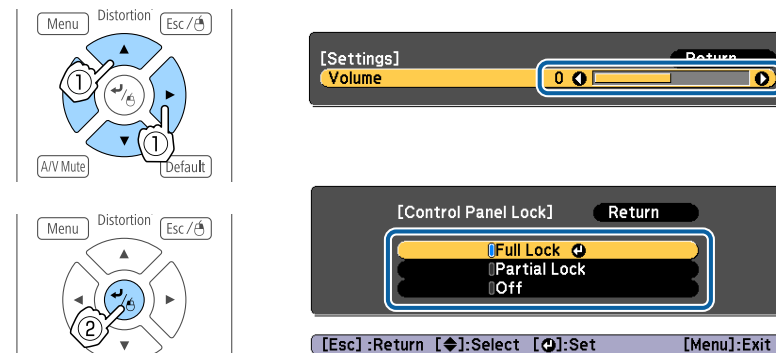 Menu Distortion Esc/
1
1
A/V Mute Default
[Settings] Return
Volume 0
Menu Distortion Esc/
2
[Control Panel Lock] Return
Full Lock
Partial Lock
Off
[Esc] :Return [ ]:Select [ ]:Set [Menu]:Exit